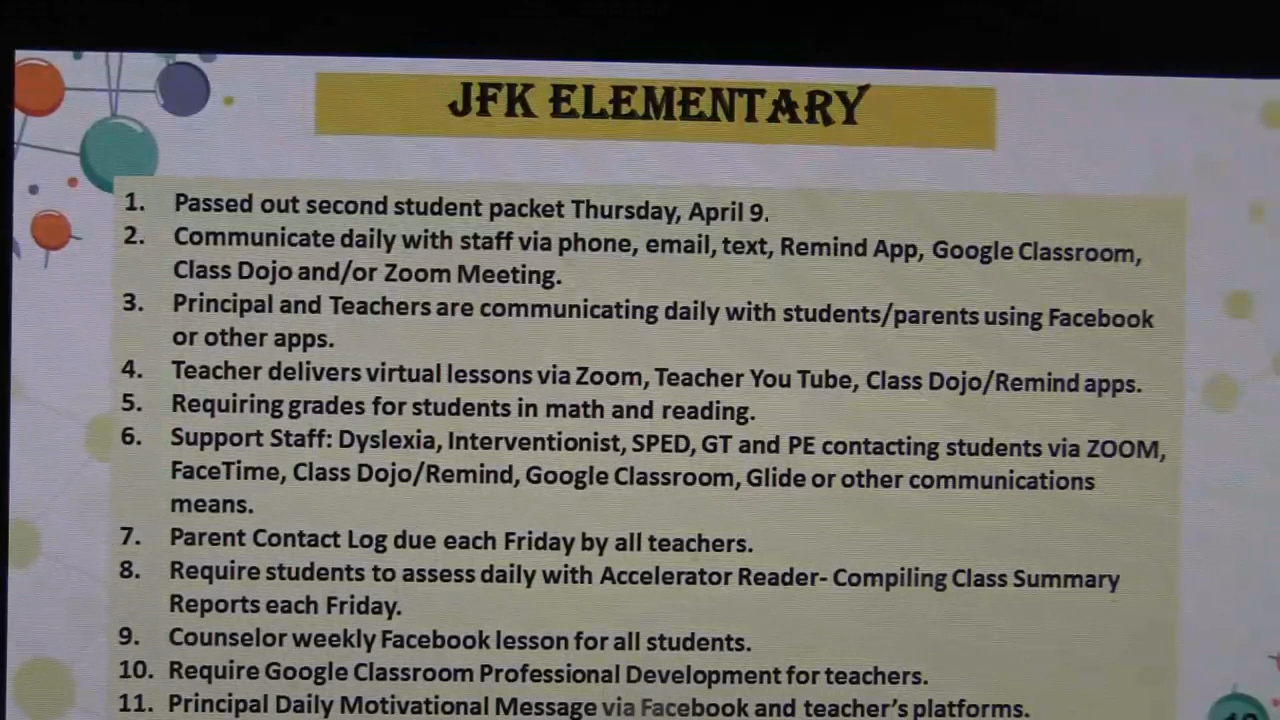 JFK ELEMENTARY
1. Passed out second student packet Thursday, April 9.
2. Communicate daily with staff via phone, email, text, Remind App, Google Classroom,
Class Dojo and/or Zoom Meeting.
3. Principal and Teachers are communicating daily with students/parents using Facebook
or other apps.
4. Teacher delivers virtual lessons via Zoom, Teacher You Tube, Class Dojo/Remind apps.
5. Requiring grades for students in math and reading.
6. Support Staff: Dyslexia, Interventionist, SPED, GT and PE contacting students via ZOOM,
FaceTime, Class Dojo/Remind, Google Classroom, Glide or other communications
means.
7. Parent Contact Log due each Friday by all teachers.
8. Require students to assess daily with Accelerator Reader- Compiling Class Summary
Reports each Friday.
9. Counselor weekly Facebook lesson for all students.
10. Require Google Classroom Professional Development for teachers.
11. Principal Daily Motivational Message via Facebook and teacher's platforms.